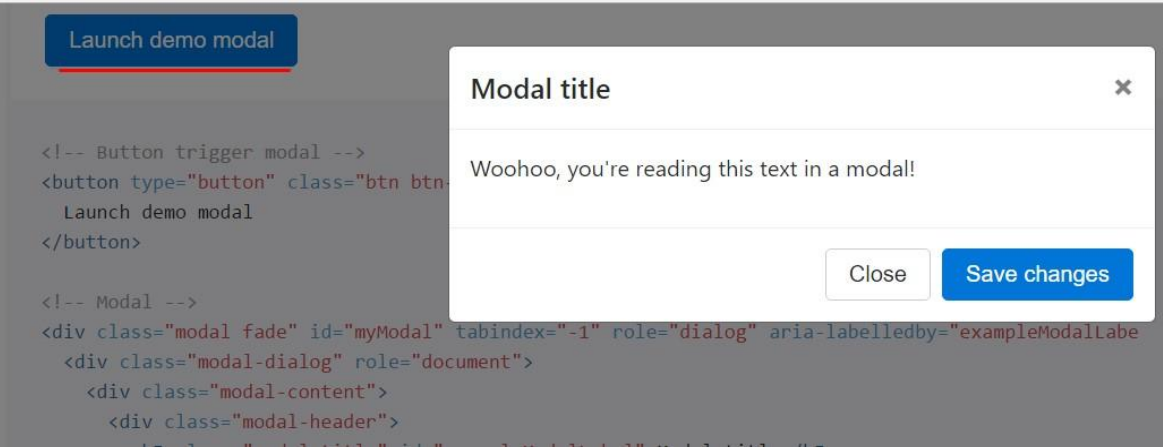 Launch demo modal
Modal title
×
Woohoo, you're reading this text in a modal!
Close
Save changes
<!-- Button trigger modal -->
<button type="button" class="btn btn-
Launch demo modal
</button>
<!-- Modal -->
<div class="modal fade" id="myModal" tabindex="-1" role="dialog" aria-labelledby="exampleModalLabe
<div class="modal-dialog" role="document">
<div class="modal-content">
<div class="modal-header">